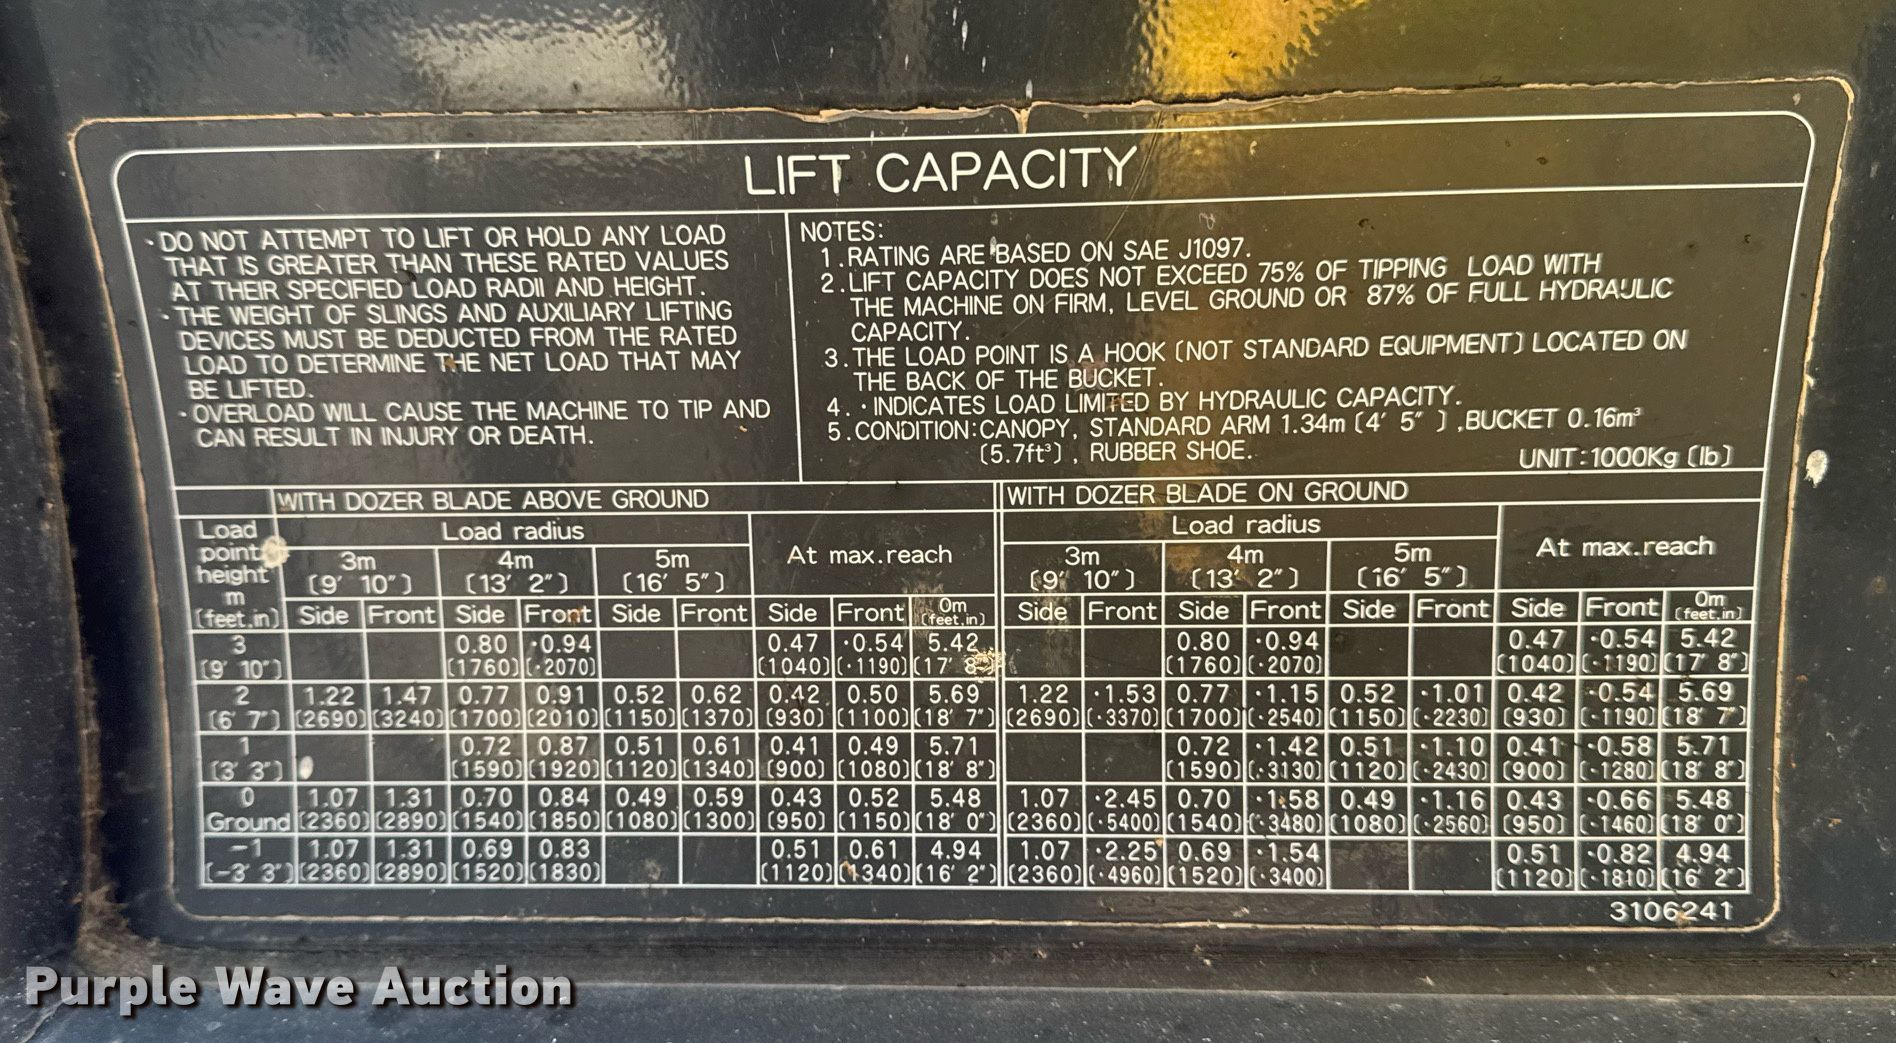 LIFT CAPACITY
·DO NOT ATTEMPT TO LIFT OR HOLD ANY LOAD
THAT IS GREATER THAN THESE RATED VALUES
AT THEIR SPECIFIED LOAD RADII AND HEIGHT.
·THE WEIGHT OF SLINGS AND AUXILIARY LIFTING
DEVICES MUST BE DEDUCTED FROM THE RATED
LOAD TO DETERMINE THE NET LOAD THAT MAY
BE LIFTED.
·OVERLOAD WILL CAUSE THE MACHINE TO TIP AND
CAN RESULT IN INJURY OR DEATH.
NOTES:
1.RATING ARE BASED ON SAE J1097.
2.LIFT CAPACITY DOES NOT EXCEED 75% OF TIPPING LOAD WITH
THE MACHINE ON FIRM, LEVEL GROUND OR 87% OF FULL HYDRAULIC
CAPACITY.
3.THE LOAD POINT IS A HOOK (NOT STANDARD EQUIPMENT) LOCATED ON
THE BACK OF THE BUCKET.
4.·INDICATES LOAD LIMITED BY HYDRAULIC CAPACITY.
5.CONDITION:CANOPY, STANDARD ARM 1.34m (4' 5"),BUCKET 0.16m³
(5.7ft³), RUBBER SHOE.
UNIT:1000Kg (lb)
WITH DOZER BLADE ABOVE GROUND WITH DOZER BLADE ON GROUND
Load point height m (feet,in)
Load radius At max.reach Load radius At max.reach
3m 4m 5m 3m 4m 5m
(9' 10") (13' 2") (16' 5") (9' 10") (13' 2") (16' 5")
Side Front Side Front Side Front Side Front 0m (feet,in) Side Front Side Front Side Front Side Front 0m (feet,in)
3 0.80 ·0.94 0.47 ·0.54 5.42 0.80 ·0.94 0.47 ·0.54 5.42
(9' 10") (1760) (·2070) (1040) (·1190) (17' 8") (1760) (·2070) (1040) (·1190) (17' 8")
2 1.22 1.47 0.77 0.91 0.52 0.62 0.42 0.50 5.69 1.22 ·1.53 0.77 ·1.15 0.52 ·1.01 0.42 ·0.54 5.69
(6' 7") (2690) (3240) (1700) (2010) (1150) (1370) (930) (1100) (18' 7") (2690) (·3370) (1700) (·2540) (1150) (·2230) (930) (·1190) (18' 7")
1 0.72 0.87 0.51 0.61 0.41 0.49 5.71 0.72 ·1.42 0.51 ·1.10 0.41 ·0.58 5.71
(3' 3") (1590) (1920) (1120) (1340) (900) (1080) (18' 8") (1590) (·3130) (1120) (·2430) (900) (·1280) (18' 8")
0 1.07 1.31 0.70 0.84 0.49 0.59 0.43 0.52 5.48 1.07 ·2.45 0.70 ·1.58 0.49 ·1.16 0.43 ·0.66 5.48
Ground (2360) (2890) (1540) (1850) (1080) (1300) (950) (1150) (18' 0") (2360) (·5400) (1540) (·3480) (1080) (·2560) (950) (·1460) (18' 0")
-1 1.07 1.31 0.69 0.83 0.51 0.61 4.94 1.07 ·2.25 0.69 ·1.54 0.51 ·0.82 4.94
(-3' 3") (2360) (2890) (1520) (1830) (1120) (1340) (16' 2") (2360) (·4960) (1520) (·3400) (1120) (·1810) (16' 2")
3106241
Purple Wave Auction